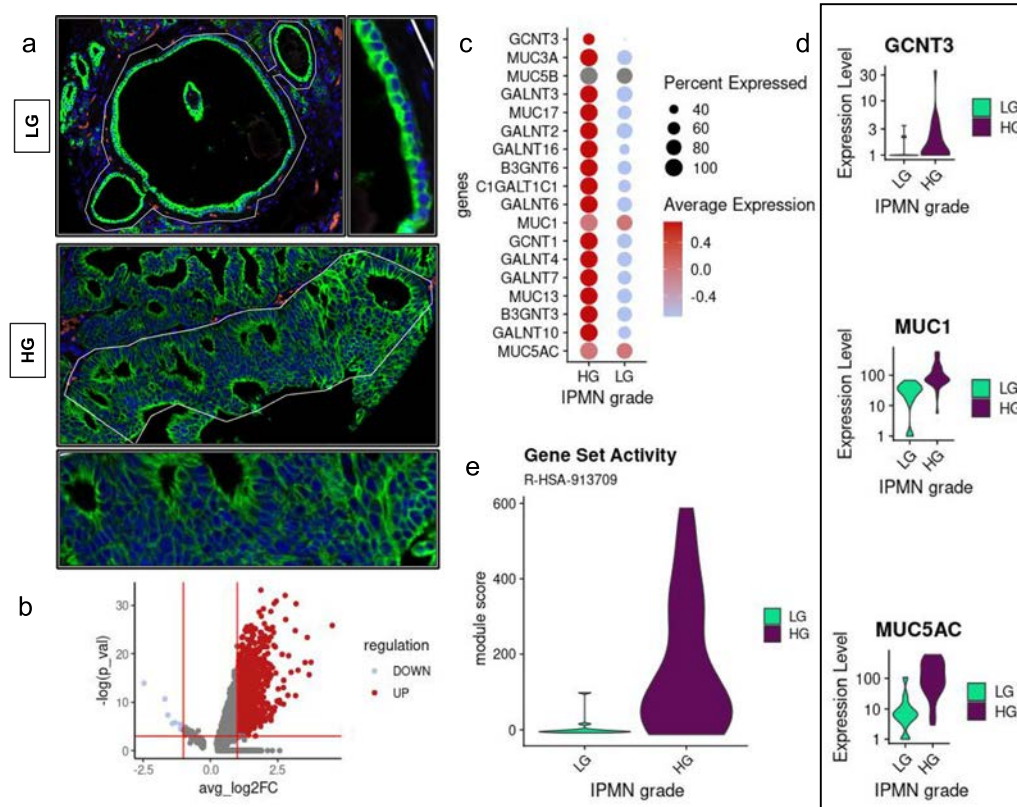 a
LG
HG
b
30
20
10
0
-log(p_val)
-2.5
0.0
2.5
avg_log2FC
regulation
DOWN
UP
c
GCNT3
MUC3A
MUC5B
GALNT3
MUC17
GALNT2
GALNT16
B3GNT6
C1GALT1C1
GALNT6
MUC1
GCNT1
GALNT4
GALNT7
MUC13
B3GNT3
GALNT10
MUC5AC
genes
HG LG
IPMN grade
Percent Expressed
40
60
80
100
Average Expression
0.4
0.0
-0.4
d
GCNT3
Expression Level
30
10
3
1
LG
HG
IPMN grade
LG
HG
MUC1
Expression Level
100
10
1
LG
HG
IPMN grade
LG
HG
MUC5AC
Expression Level
100
10
1
LG
HG
IPMN grade
LG
HG
e
Gene Set Activity
R-HSA-913709
module score
600
400
200
0
LG
HG
IPMN grade
LG
HG